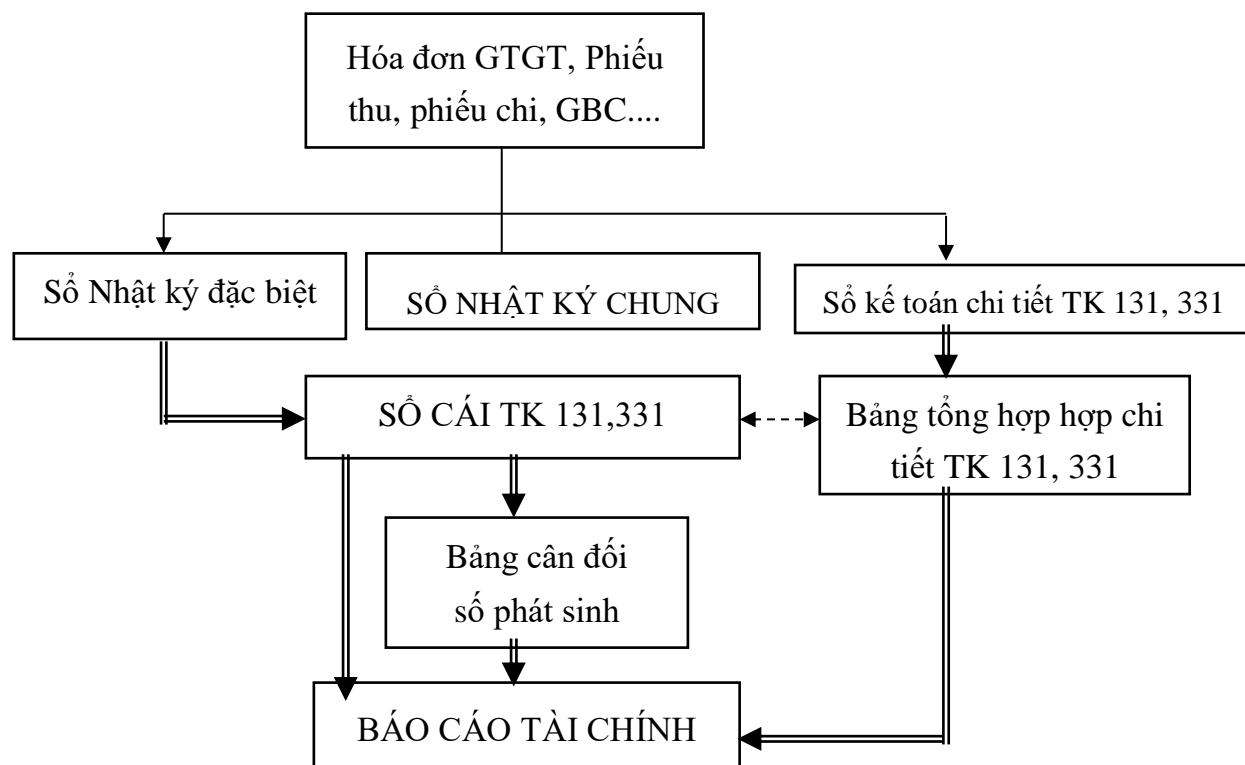 Hóa đơn GTGT, Phiếu
thu, phiếu chi, GBC....
Sổ Nhật ký đặc biệt
SỔ NHẬT KÝ CHUNG
Sổ kế toán chi tiết TK 131, 331
SỔ CÁI TK 131,331
Bảng tổng hợp hợp chi
tiết TK 131, 331
Bảng cân đối
số phát sinh
BÁO CÁO TÀI CHÍNH